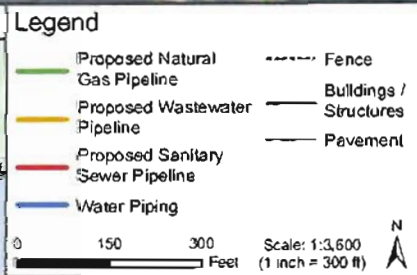 Legend
Proposed Natural
Gas Pipeline
Proposed Wastewater
Pipeline
Proposed Sanitary
Sewer Pipeline
Water Piping
Fence
Buildings /
Structures
Pavement
0 150 300
Feet
Scale: 1:3,600
(1 inch = 300 ft)
N